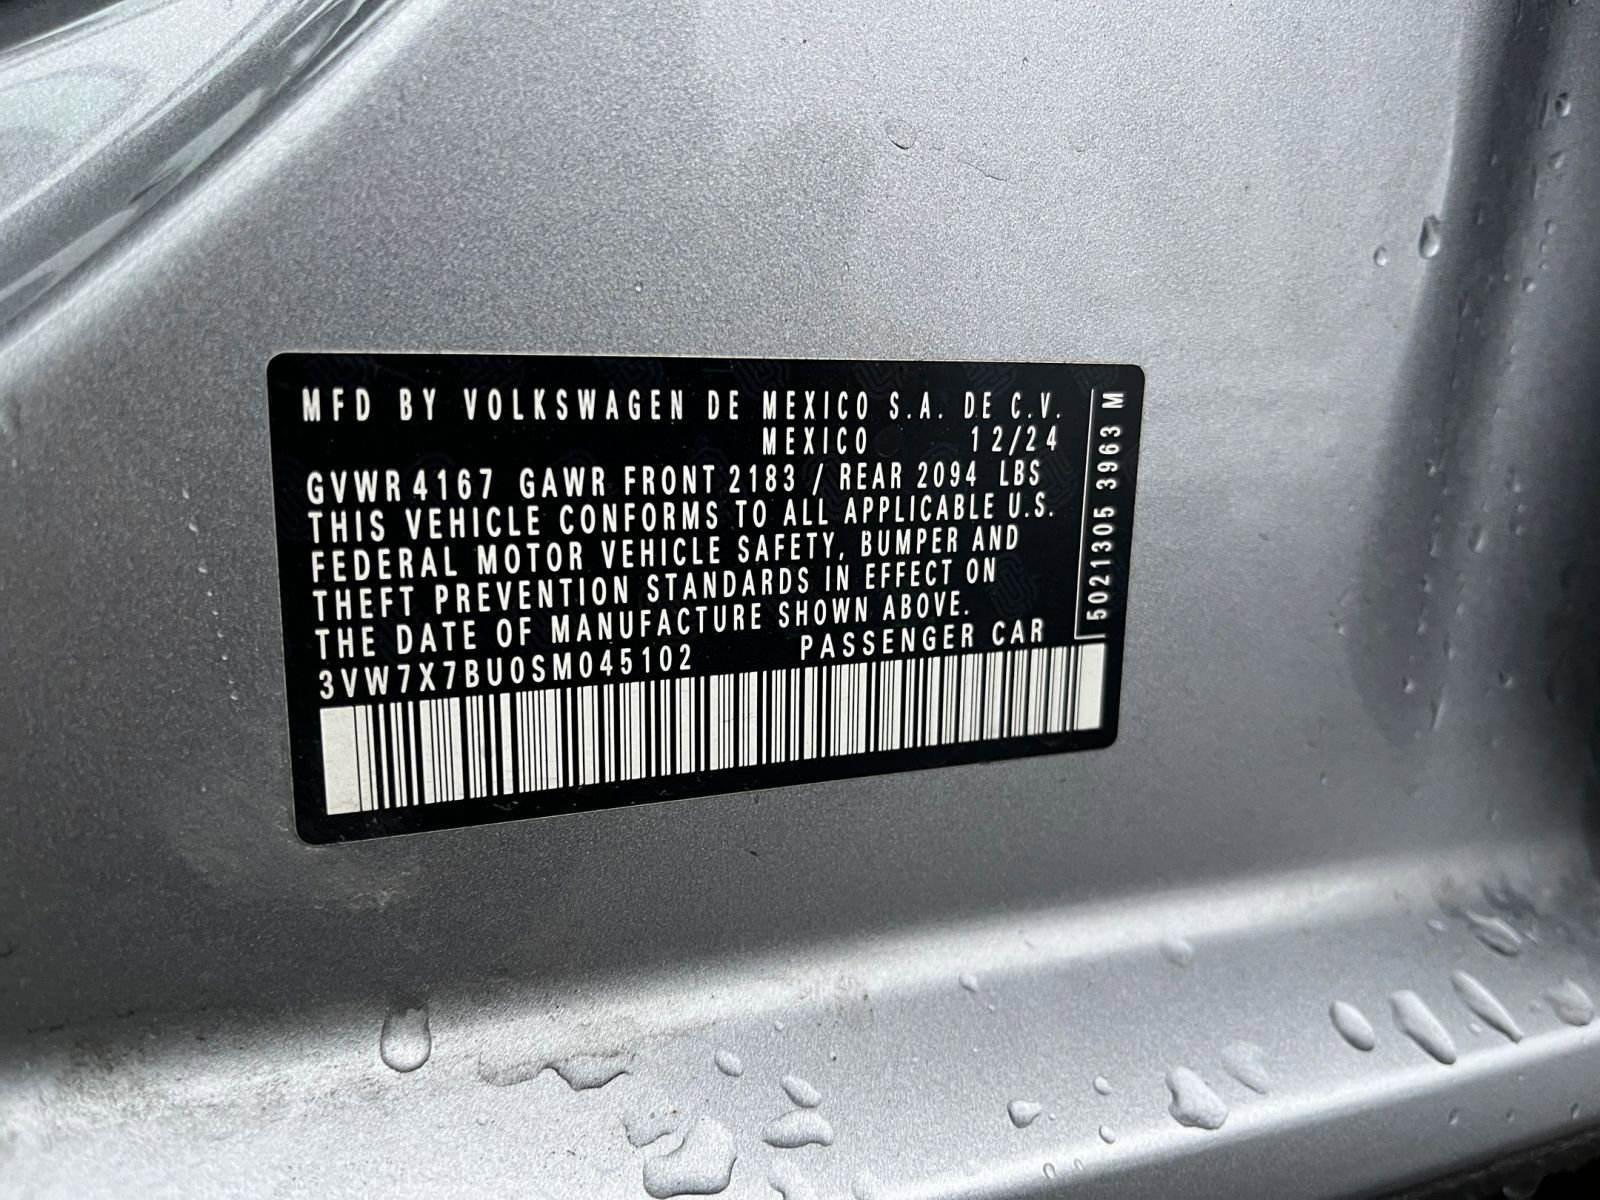 MFD BY VOLKSWAGEN DE MEXICO S.A. DE C.V.
MEXICO 12/24
GVWR 4167 GAWR FRONT 2183 / REAR 2094 LBS
THIS VEHICLE CONFORMS TO ALL APPLICABLE U.S.
FEDERAL MOTOR VEHICLE SAFETY, BUMPER AND
THEFT PREVENTION STANDARDS IN EFFECT ON
THE DATE OF MANUFACTURE SHOWN ABOVE.
3VW7X7BU0SM045102 PASSENGER CAR
5021305 3963 M